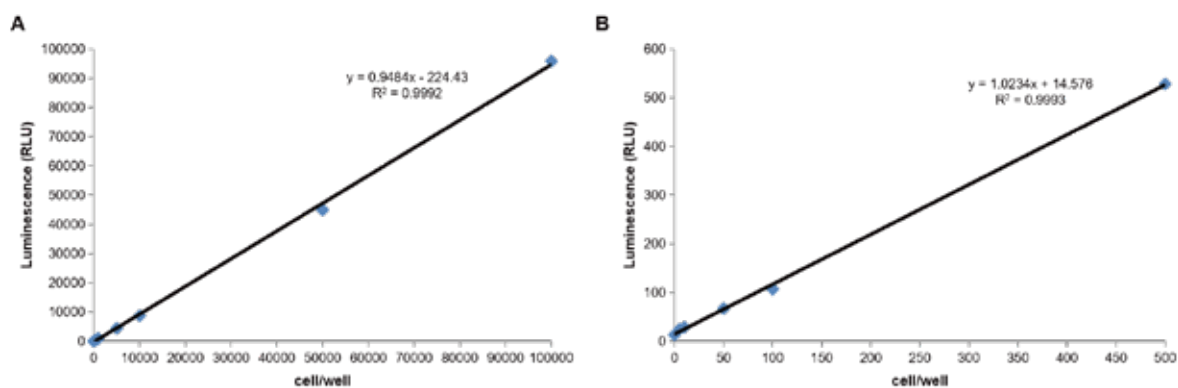 A
Luminescence (RLU)
100000
90000
80000
70000
60000
50000
40000
30000
20000
10000
0
y = 0.9484x - 224.43
R² = 0.9992
0 10000 20000 30000 40000 50000 60000 70000 80000 90000 100000
cell/well
B
Luminescence (RLU)
600
500
400
300
200
100
0
y = 1.0234x + 14.576
R² = 0.9993
0 50 100 150 200 250 300 350 400 450 500
cell/well